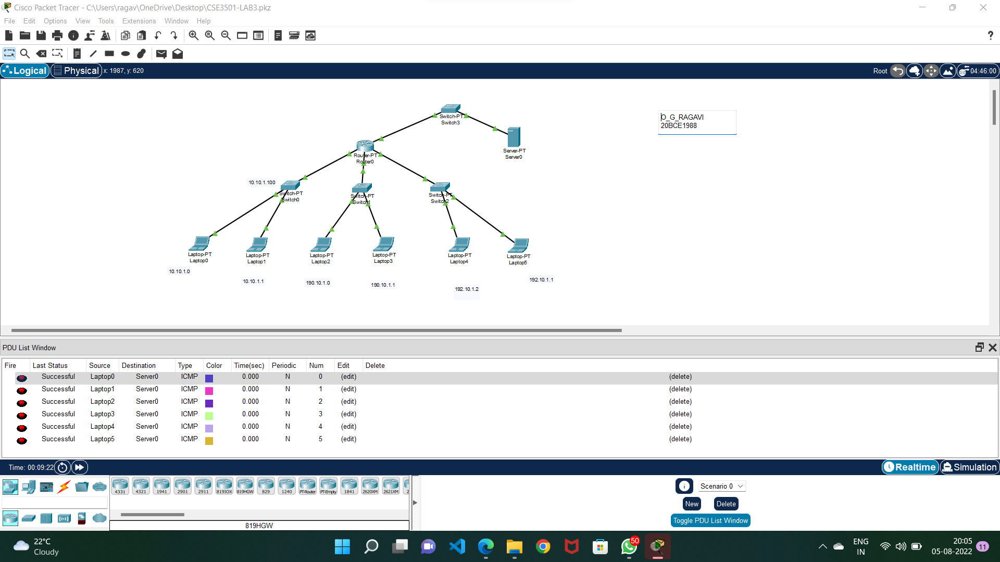 Cisco Packet Tracer - C:\Users\ragav\OneDrive\Desktop\CSE3501-LAB3.pkz
File Edit Options View Tools Extensions Window Help
?
Logical Physical x: 1987, y: 620 Root 04:46:00
Switch-PT
Switch3
O_G_RAGAVI
20BCE1988
Server-PT
Server0
Router-PT
Router0
10.10.1.100
Switch-PT
Switch0
Switch-PT
Switch1
Switch-PT
Switch2
Laptop-PT
Laptop0
Laptop-PT
Laptop1
Laptop-PT
Laptop2
Laptop-PT
Laptop3
Laptop-PT
Laptop4
Laptop-PT
Laptop5
10.10.1.0
10.10.1.1
190.10.1.0
190.10.1.1
192.10.1.2
192.10.1.1
PDU List Window
Fire Last Status Source Destination Type Color Time(sec) Periodic Num Edit Delete
Successful Laptop0 Server0 ICMP 0.000 N 0 (edit) (delete)
Successful Laptop1 Server0 ICMP 0.000 N 1 (edit) (delete)
Successful Laptop2 Server0 ICMP 0.000 N 2 (edit) (delete)
Successful Laptop3 Server0 ICMP 0.000 N 3 (edit) (delete)
Successful Laptop4 Server0 ICMP 0.000 N 4 (edit) (delete)
Successful Laptop5 Server0 ICMP 0.000 N 5 (edit) (delete)
Time: 00:09:22 Realtime Simulation
4331 4321 1941 2901 2911 819IOX 819HGW 829 1240 PT-Router PT-Empty 1841 2620XM 2621XM 2
819HGW
Scenario 0
New Delete
Toggle PDU List Window
22°C
Cloudy
50
ENG
IN
20:05
05-08-2022
11